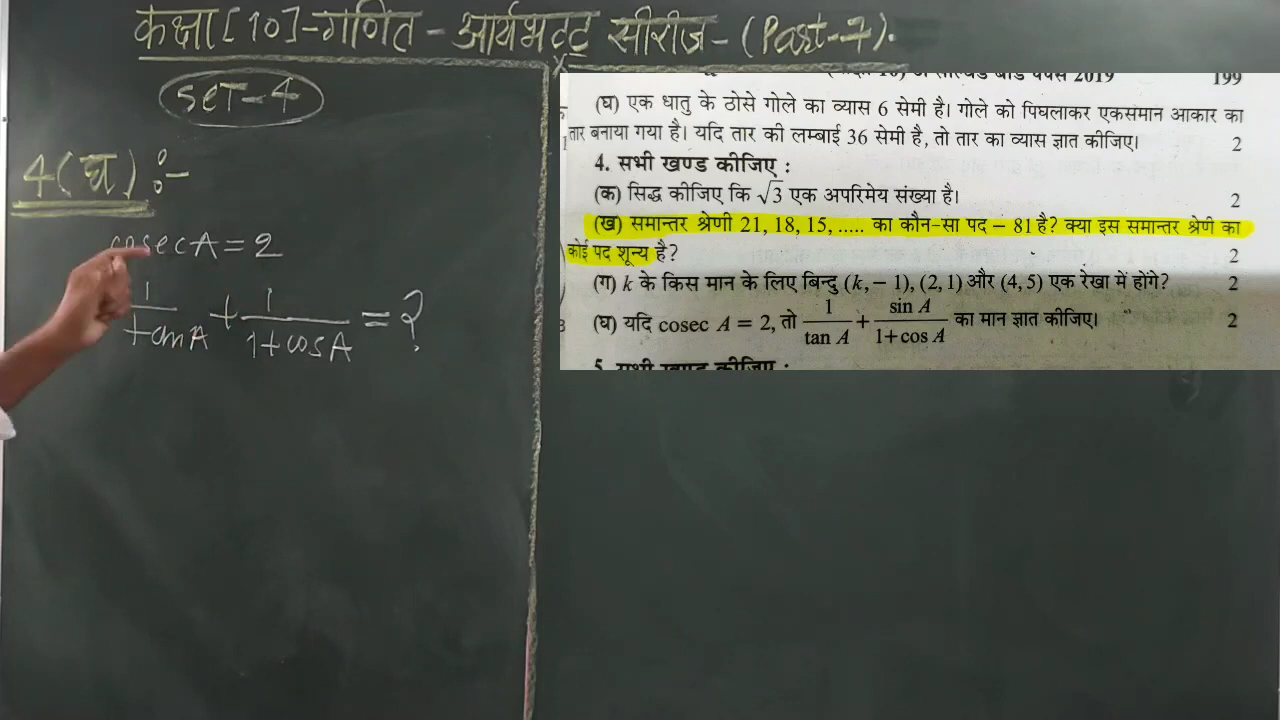 कक्षा [10]-गणित - आर्यभट्ट सीरीज - (Part-7).
SET-4
4(घ) :-
cosecA = 2
1/tanA + 1/1+cosA = ?
199
(घ) एक धातु के ठोसे गोले का व्यास 6 सेमी है। गोले को पिघलाकर एकसमान आकार का
तार बनाया गया है। यदि तार की लम्बाई 36 सेमी है, तो तार का व्यास ज्ञात कीजिए। 2
4. सभी खण्ड कीजिए :
(क) सिद्ध कीजिए कि √3 एक अपरिमेय संख्या है। 2
(ख) समान्तर श्रेणी 21, 18, 15, ..... का कौन-सा पद – 81 है? क्या इस समान्तर श्रेणी का
कोई पद शून्य है? 2
(ग) k के किस मान के लिए बिन्दु (k, – 1), (2, 1) और (4, 5) एक रेखा में होंगे? 2
(घ) यदि cosec A = 2, तो 1/tan A + sin A/1 + cos A का मान ज्ञात कीजिए। 2
5. सभी खण्ड कीजिए :